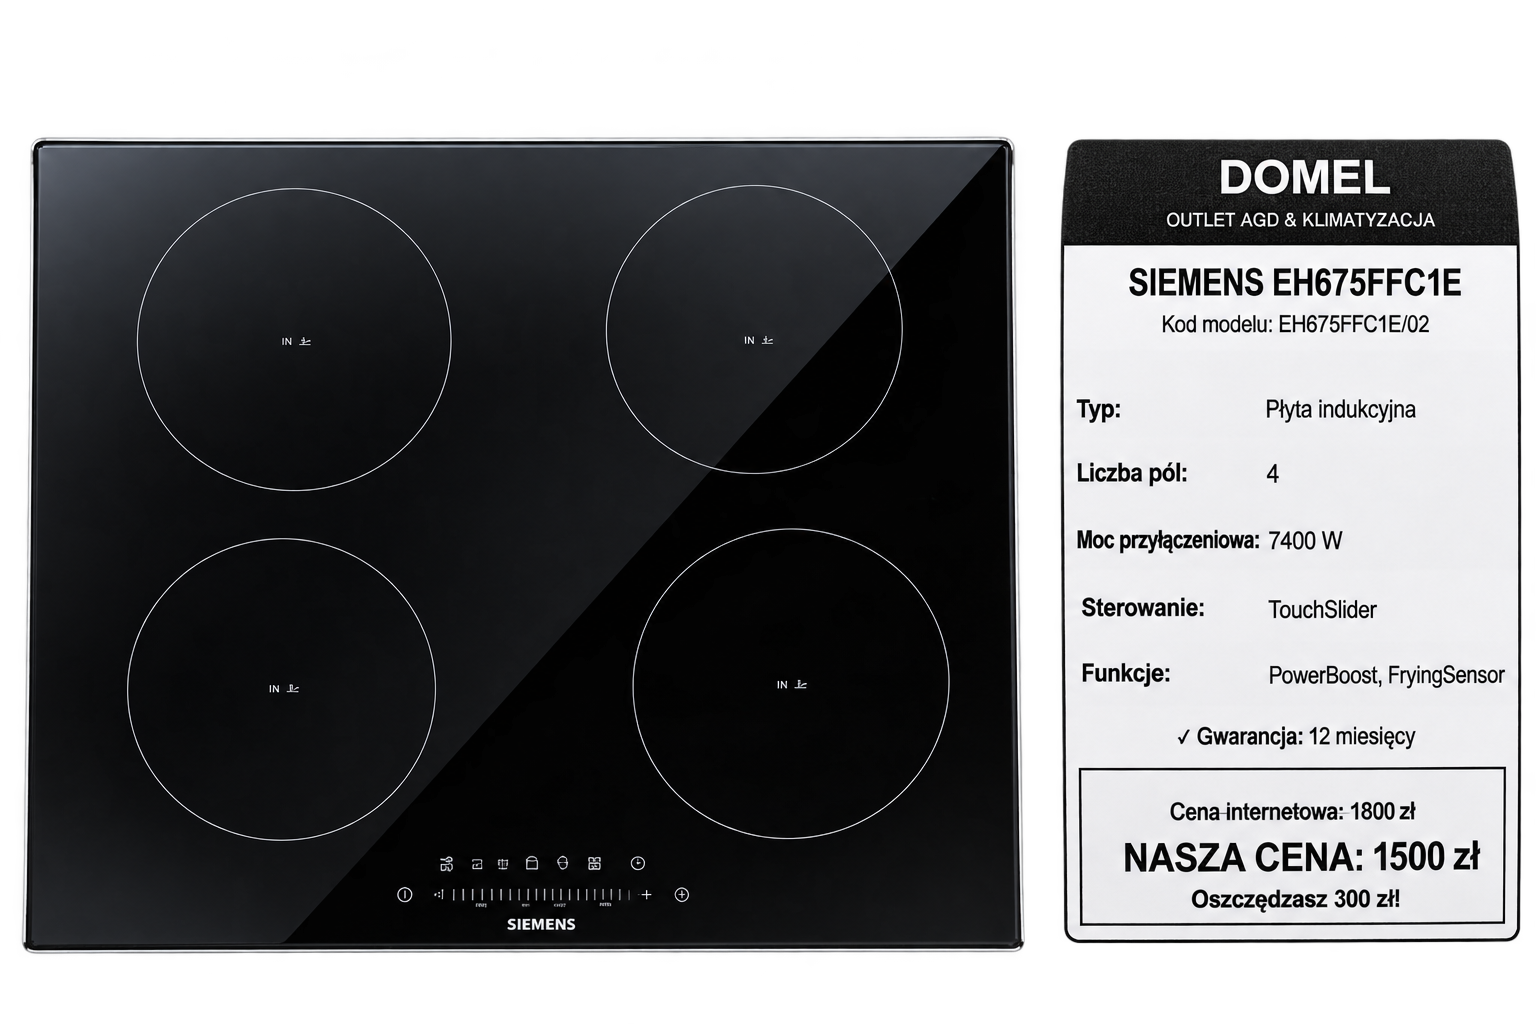 IN
IN
IN
IN
SIEMENS
DOMEL
OUTLET AGD & KLIMATYZACJA
SIEMENS EH675FFC1E
Kod modelu: EH675FFC1E/02
Typ: Płyta indukcyjna
Liczba pól: 4
Moc przyłączeniowa: 7400 W
Sterowanie: TouchSlider
Funkcje: PowerBoost, FryingSensor
✓ Gwarancja: 12 miesięcy
Cena internetowa: 1800 zł
NASZA CENA: 1500 zł
Oszczędzasz 300 zł!